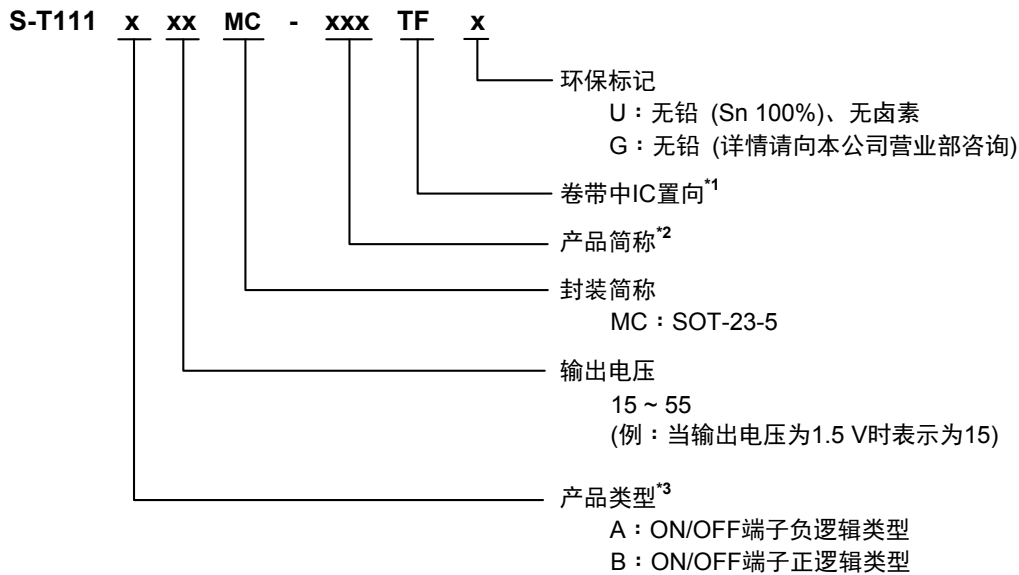 S-T111 x xx MC - xxx TF x
环保标记
U：无铅 (Sn 100%)、无卤素
G：无铅 (详情请向本公司营业部咨询)
卷带中IC置向*1
产品简称*2
封装简称
MC：SOT-23-5
输出电压
15 ~ 55
(例：当输出电压为1.5 V时表示为15)
产品类型*3
A：ON/OFF端子负逻辑类型
B：ON/OFF端子正逻辑类型